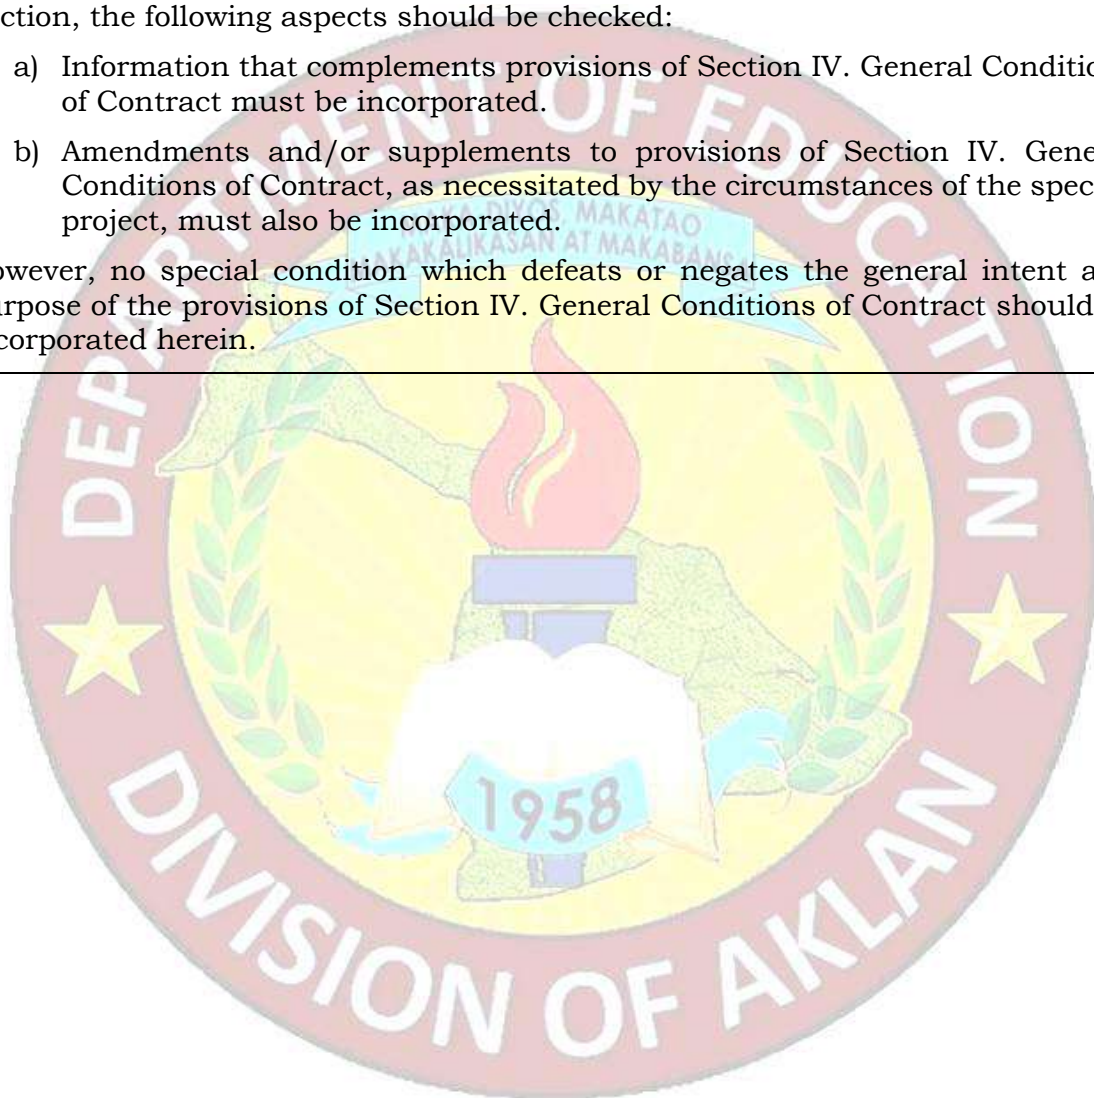 ction, the following aspects should be checked:
a) Information that complements provisions of Section IV. General Conditio
of Contract must be incorporated.
b) Amendments and/or supplements to provisions of Section IV. Gene
Conditions of Contract, as necessitated by the circumstances of the spec
project, must also be incorporated.
owever, no special condition which defeats or negates the general intent a
urpose of the provisions of Section IV. General Conditions of Contract should
corporated herein.
DEPARTMENT OF EDUCATION
DIYOS, MAKATAO
MAKAKALIKASAN AT MAKABANSA
1958
DIVISION OF AKLAN